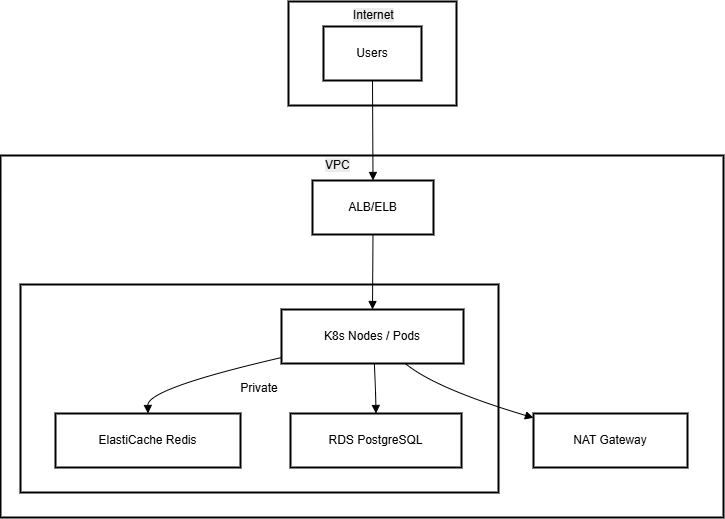 Internet
Users
VPC
ALB/ELB
K8s Nodes / Pods
Private
ElastiCache Redis
RDS PostgreSQL
NAT Gateway